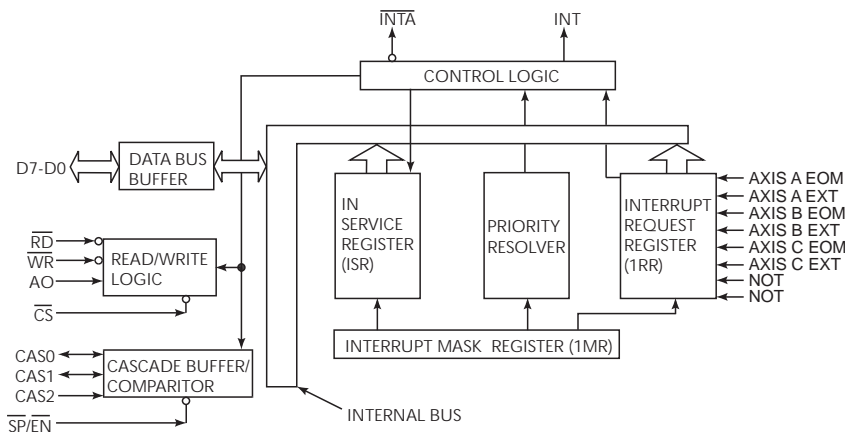 INTA
INT
CONTROL LOGIC
D7-D0
DATA BUS
BUFFER
RD
WR
AO
READ/WRITE
LOGIC
CS
CAS0
CAS1
CAS2
CASCADE BUFFER/
COMPARITOR
SP/EN
IN
SERVICE
REGISTER
(ISR)
PRIORITY
RESOLVER
INTERRUPT
REQUEST
REGISTER
(1RR)
AXIS A EOM
AXIS A EXT
AXIS B EOM
AXIS B EXT
AXIS C EOM
AXIS C EXT
NOT
NOT
INTERRUPT MASK REGISTER (1MR)
INTERNAL BUS